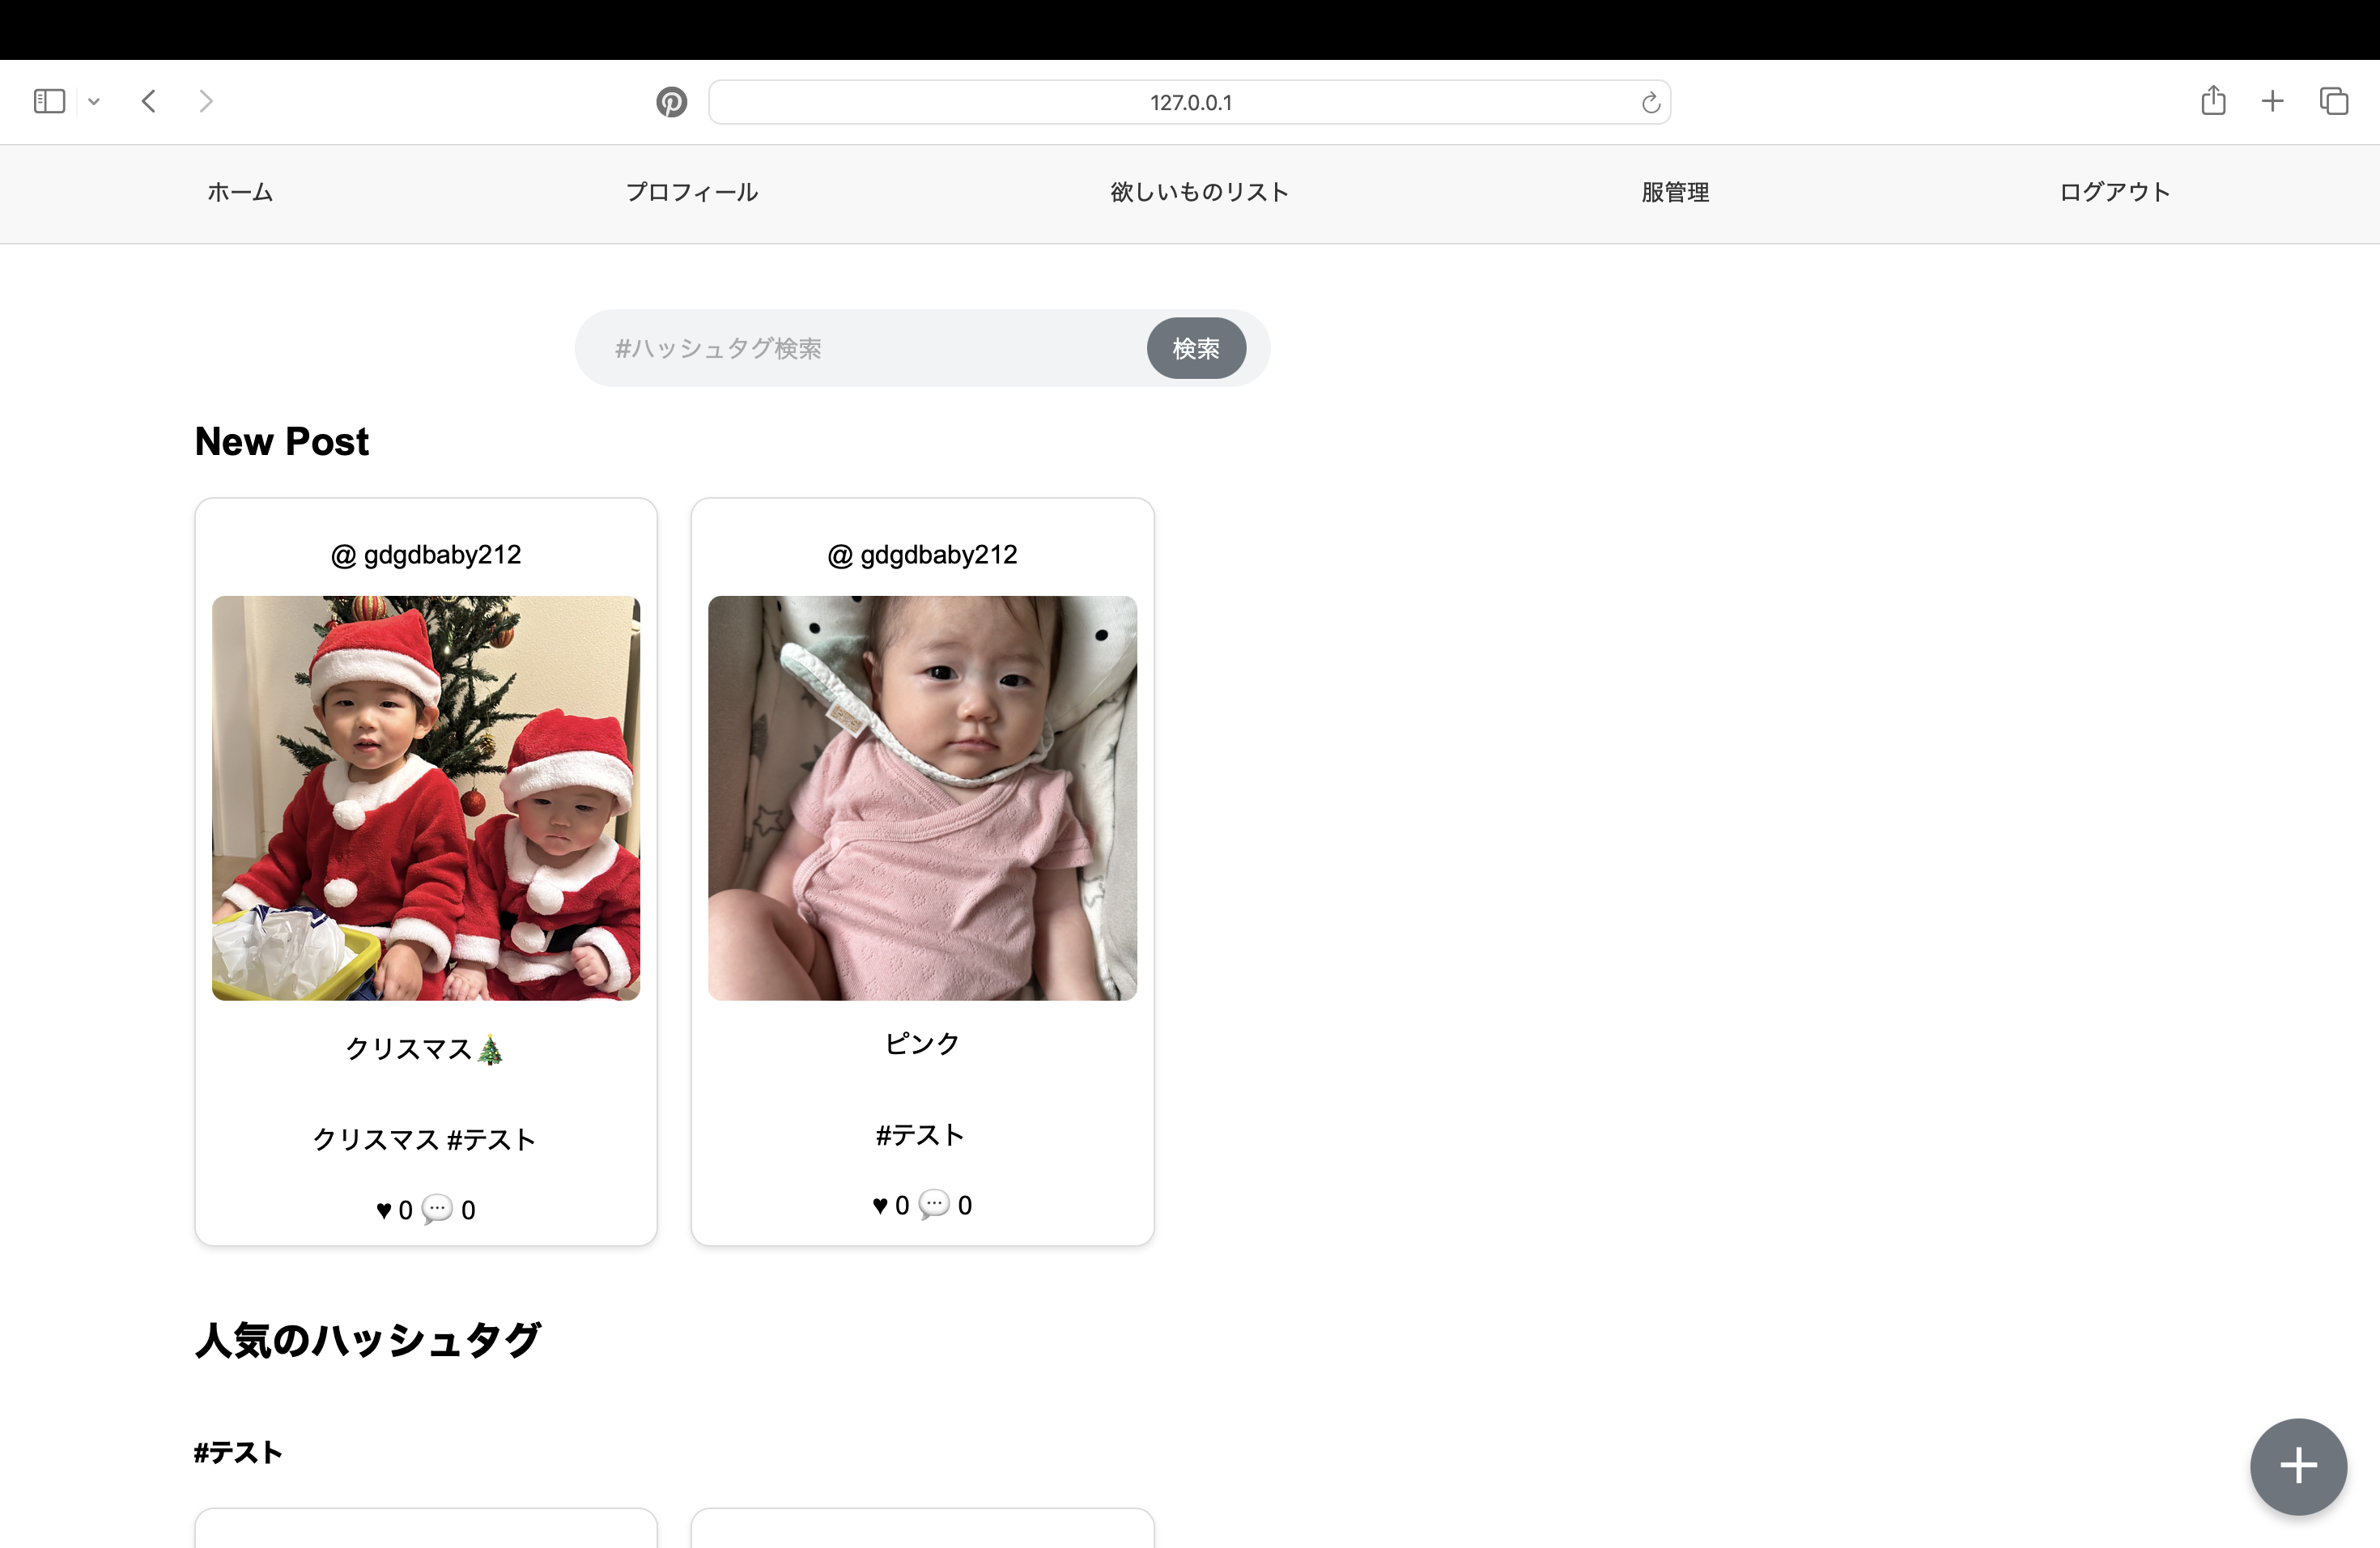 127.0.0.1
ホーム プロフィール 欲しいものリスト 服管理 ログアウト
#ハッシュタグ検索 検索
New Post
@ gdgdbaby212
クリスマス🎄
クリスマス #テスト
♥ 0 💬 0
@ gdgdbaby212
ピンク
#テスト
♥ 0 💬 0
人気のハッシュタグ
#テスト
+